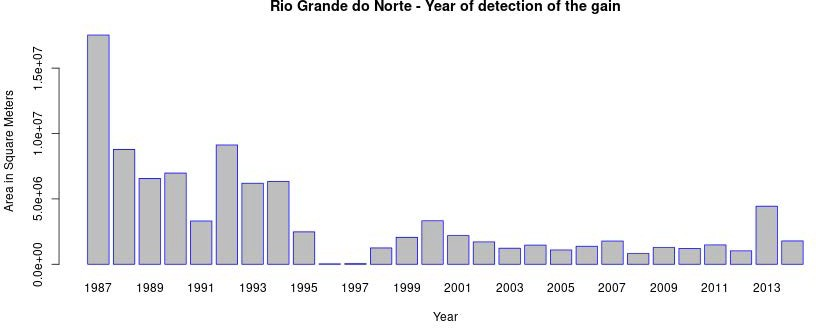 Rio Grande do Norte - Year of detection of the gain
Area in Square Meters
1.5e+07
1.0e+07
5.0e+06
0.0e+00
1987 1989 1991 1993 1995 1997 1999 2001 2003 2005 2007 2009 2011 2013
Year